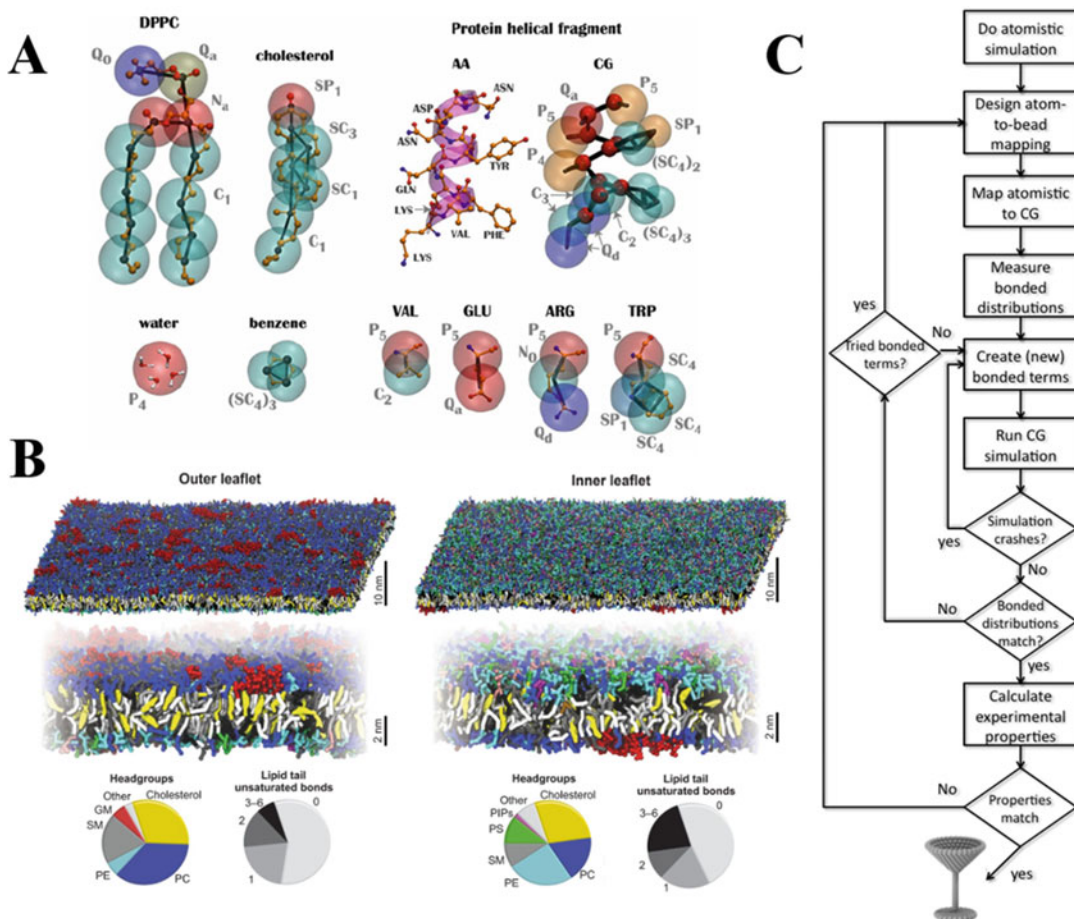 A
DPPC
Q0
Qa
Na
C1
cholesterol
SP1
SC3
SC1
C1
Protein helical fragment
AA
ASN
ASP
ASN
TYR
GLN
LYS
VAL
PHE
LYS
CG
P5
Qa
P5
SP1
P4
(SC4)2
C3
C2
(SC4)3
Qd
water
P4
benzene
(SC4)3
VAL
P5
C2
GLU
P5
Qa
ARG
P5
N0
Qd
TRP
P5
SC4
SP1
SC4
SC4
B
Outer leaflet
10 nm
2 nm
Headgroups
Other
Cholesterol
GM
SM
PE
PC
Lipid tail
unsaturated bonds
3–6
0
2
1
Inner leaflet
10 nm
2 nm
Headgroups
Other
Cholesterol
PIPs
PS
SM
PE
PC
Lipid tail
unsaturated bonds
3–6
0
2
1
C
Do atomistic
simulation
Design atom-
to-bead
mapping
Map atomistic
to CG
Measure
bonded
distributions
yes
No
Tried bonded
terms?
Create (new)
bonded terms
Run CG
simulation
Simulation
crashes?
yes
No
No
Bonded
distributions
match?
yes
Calculate
experimental
properties
No
Properties
match
yes